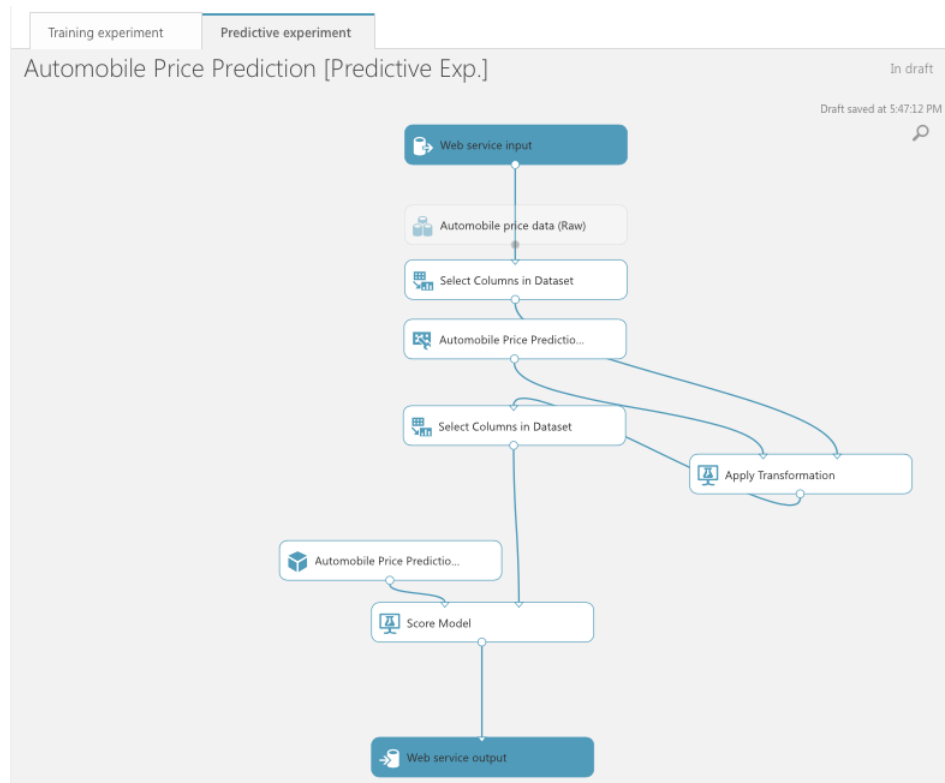 Training experiment
Predictive experiment
Automobile Price Prediction [Predictive Exp.]
In draft
Draft saved at 5:47:12 PM
Web service input
Automobile price data (Raw)
Select Columns in Dataset
Automobile Price Predictio...
Select Columns in Dataset
Apply Transformation
Automobile Price Predictio...
Score Model
Web service output